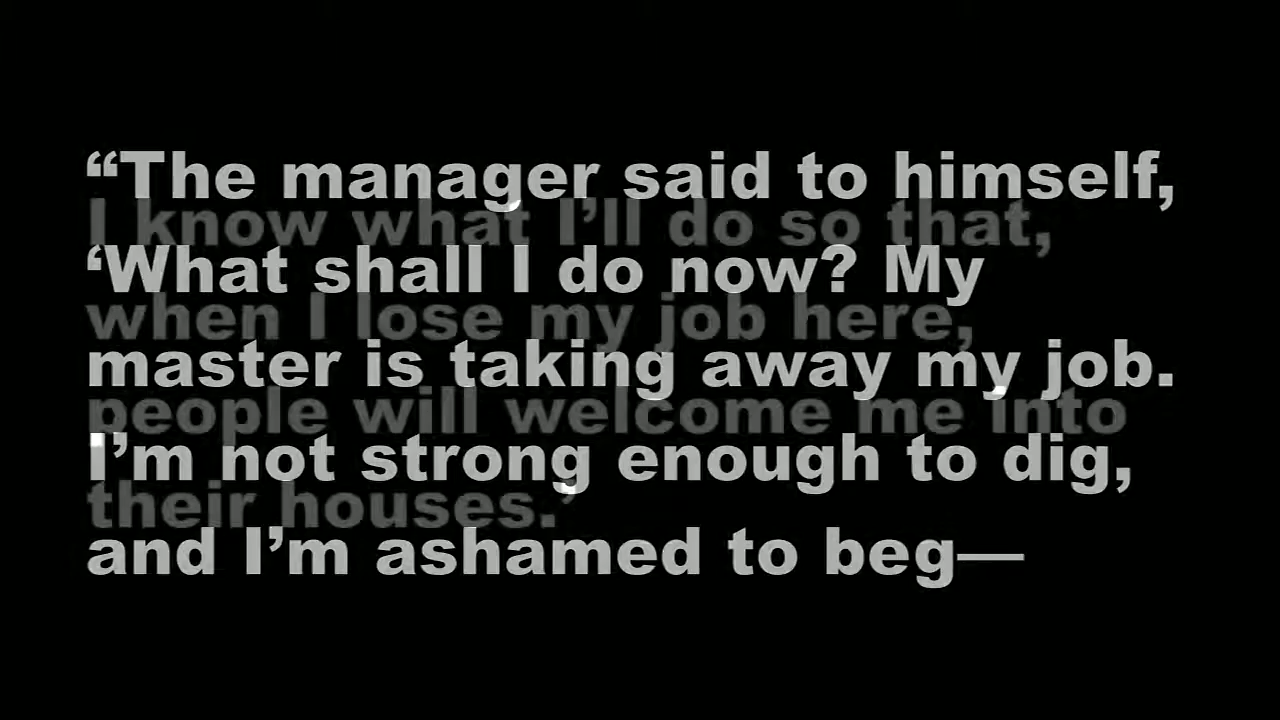 “The manager said to himself,
‘What shall I do now? My
master is taking away my job.
I’m not strong enough to dig,
and I’m ashamed to beg—
I know what I’ll do so that,
when I lose my job here,
people will welcome me into
their houses.’